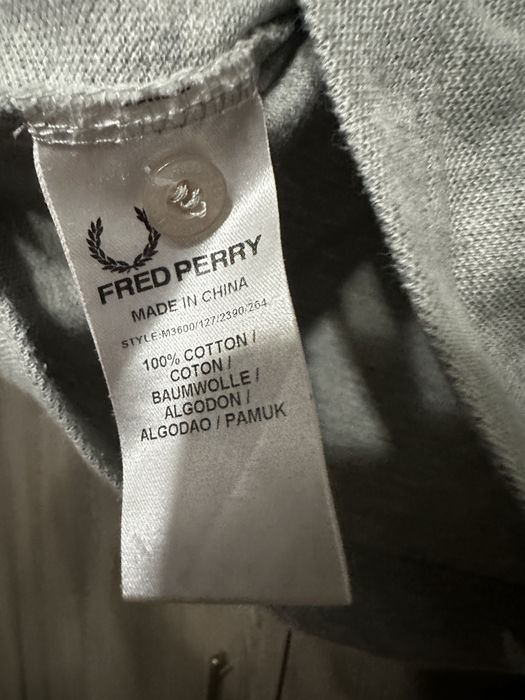 FRED PERRY
MADE IN CHINA
STYLE:M3600/127/2390/264
100% COTTON /
COTON /
BAUMWOLLE /
ALGODON /
ALGODAO / PAMUK